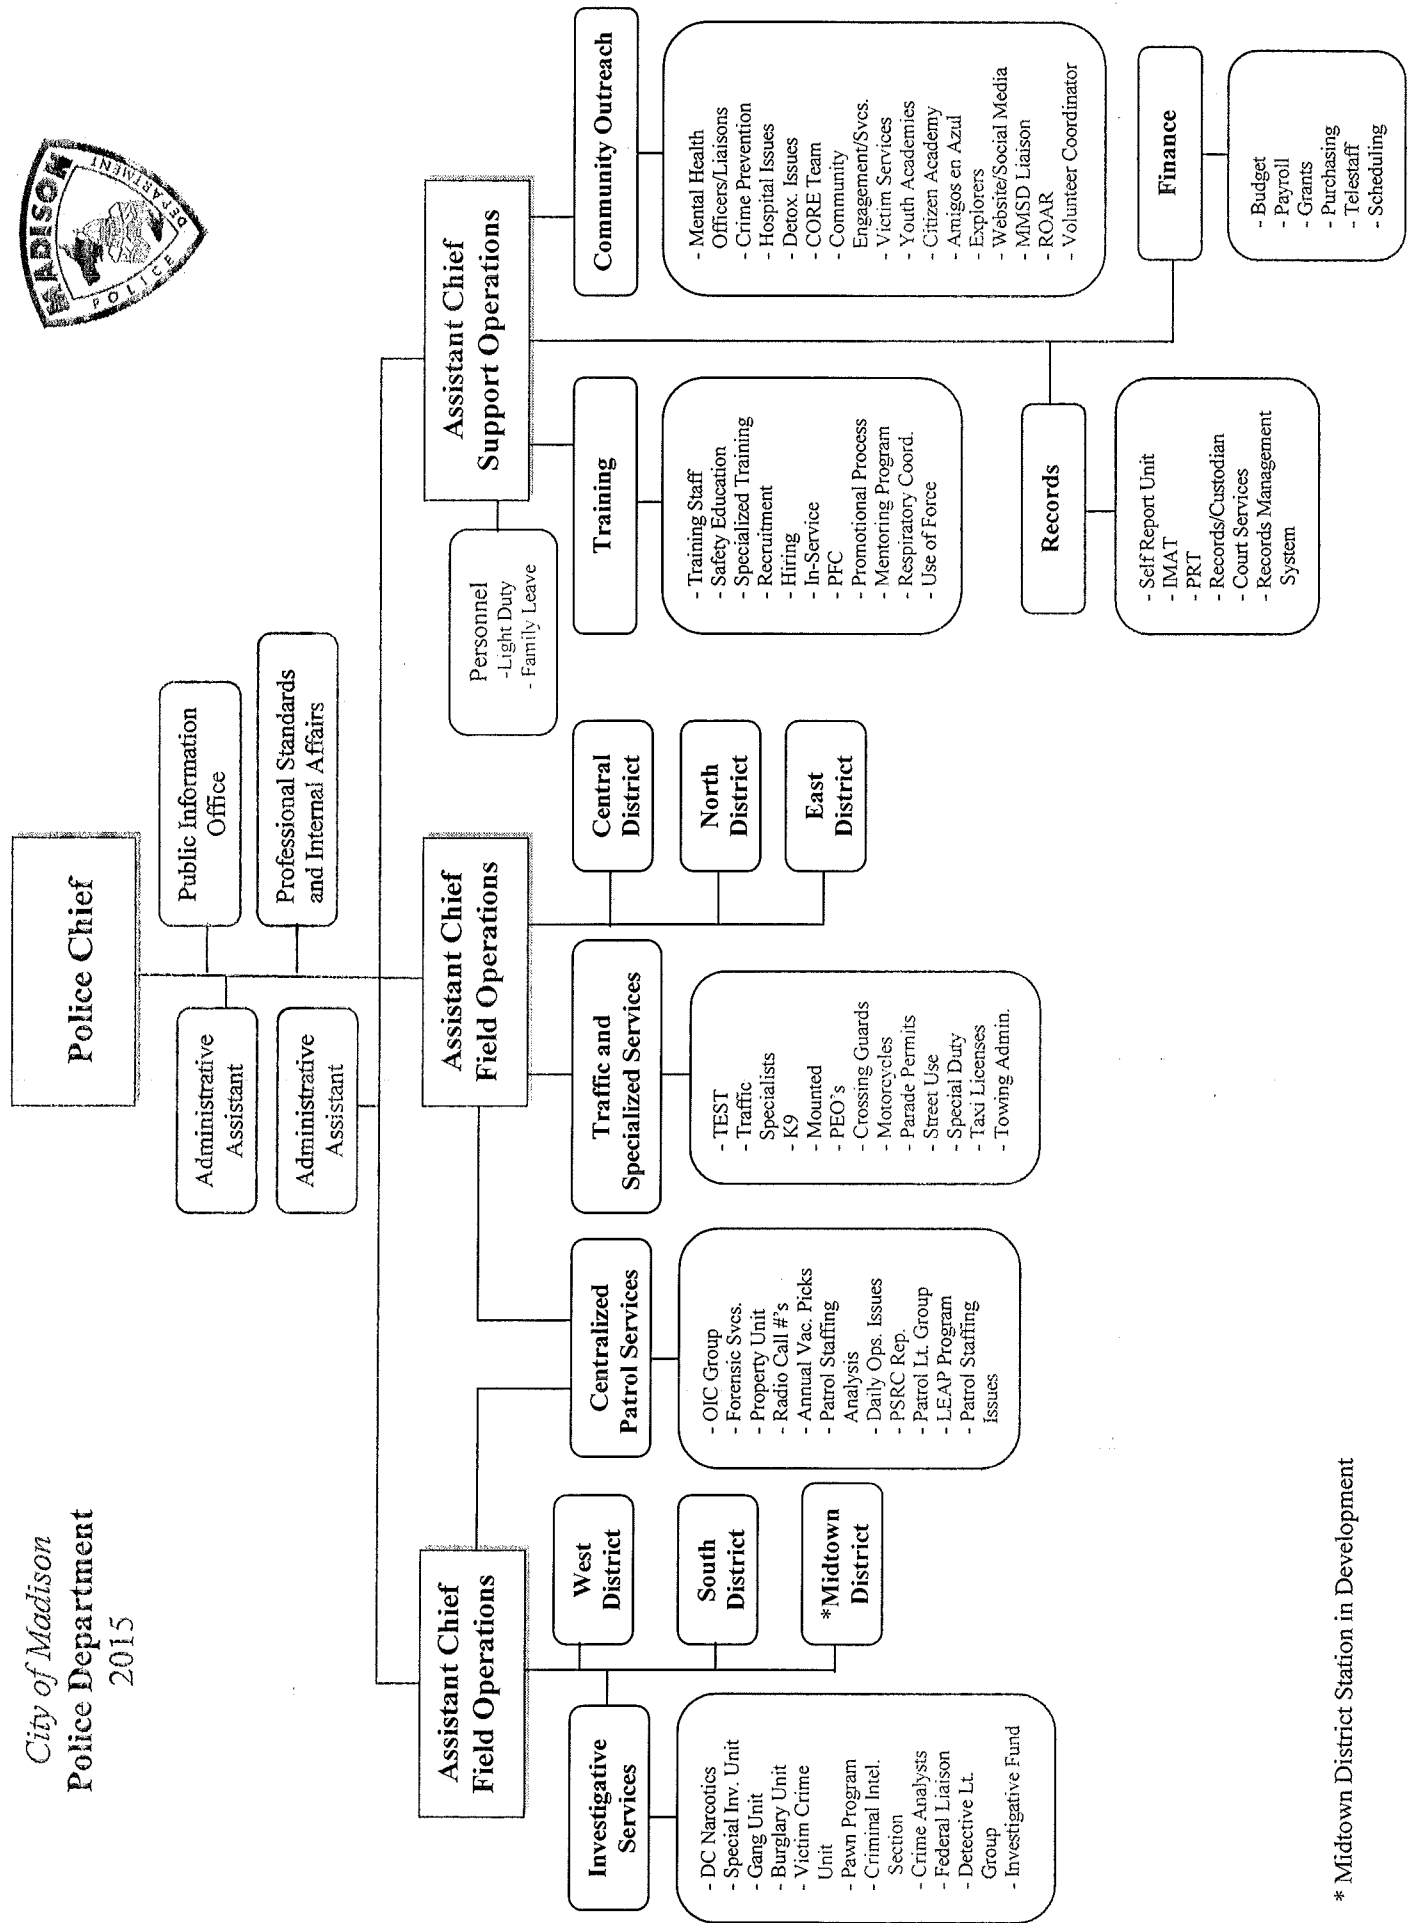 City of Madison
Police Department
2015
MADISON
POLICE
DEPARTMENT
Police Chief
Public Information
Office
Administrative
Assistant
Professional Standards
and Internal Affairs
Administrative
Assistant
Assistant Chief
Field Operations
Assistant Chief
Field Operations
Assistant Chief
Support Operations
Personnel
-Light Duty
- Family Leave
West
District
South
District
*Midtown
District
Investigative
Services
- DC Narcotics
- Special Inv. Unit
- Gang Unit
- Burglary Unit
- Victim Crime
Unit
- Pawn Program
- Criminal Intel.
Section
- Crime Analysts
- Federal Liaison
- Detective Lt.
Group
- Investigative Fund
Centralized
Patrol Services
- OIC Group
- Forensic Svcs.
- Property Unit
- Radio Call #'s
- Annual Vac. Picks
- Patrol Staffing
Analysis
- Daily Ops. Issues
- PSRC Rep.
- Patrol Lt. Group
- LEAP Program
- Patrol Staffing
Issues
Traffic and
Specialized Services
- TEST
- Traffic
Specialists
- K9
- Mounted
- PEO's
- Crossing Guards
- Motorcycles
- Parade Permits
- Street Use
- Special Duty
- Taxi Licenses
- Towing Admin.
Central
District
North
District
East
District
Training
- Training Staff
- Safety Education
- Specialized Training
- Recruitment
- Hiring
- In-Service
- PFC
- Promotional Process
- Mentoring Program
- Respiratory Coord.
- Use of Force
Community Outreach
- Mental Health
Officers/Liaisons
- Crime Prevention
- Hospital Issues
- Detox. Issues
- CORE Team
- Community
Engagement/Svcs.
- Victim Services
- Youth Academies
- Citizen Academy
- Amigos en Azul
- Explorers
- Website/Social Media
- MMSD Liaison
- ROAR
- Volunteer Coordinator
Records
- Self Report Unit
- IMAT
- PRT
- Records/Custodian
- Court Services
- Records Management
System
Finance
- Budget
- Payroll
- Grants
- Purchasing
- Telestaff
- Scheduling
* Midtown District Station in Development